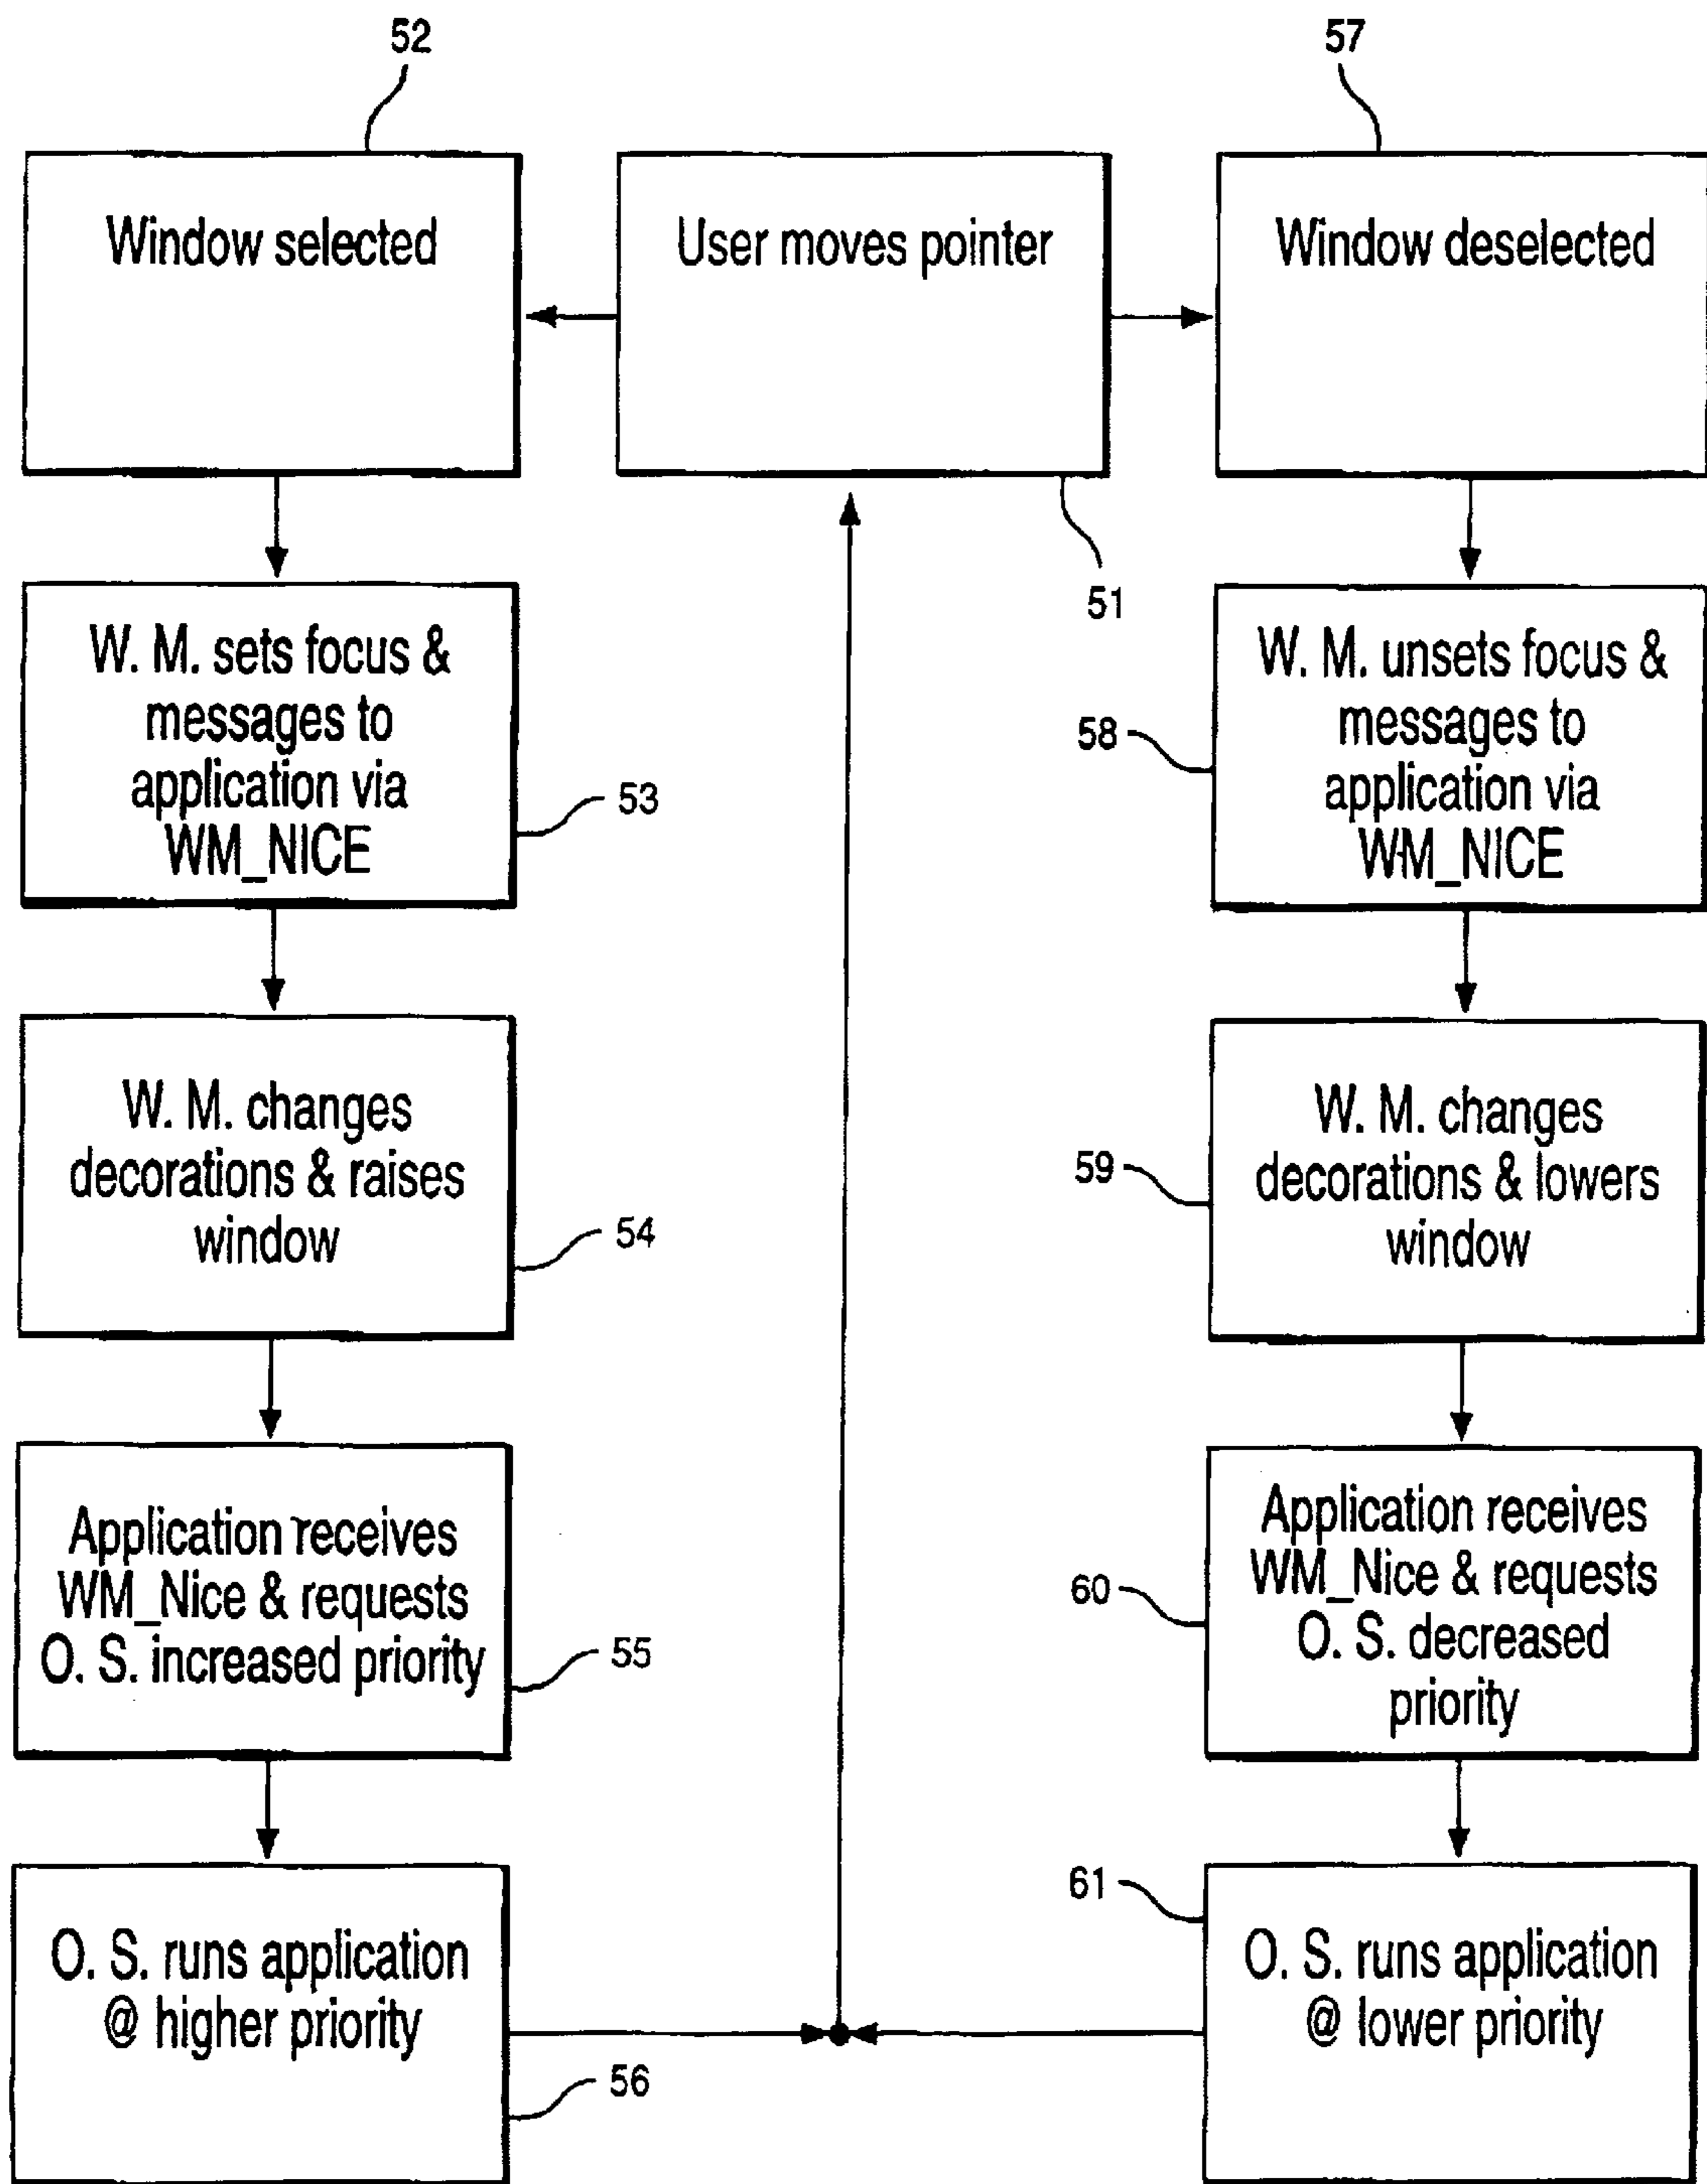 52
57
Window selected
User moves pointer
Window deselected
51
W. M. sets focus &
messages to
application via
WM_NICE
53
W. M. unsets focus &
messages to
application via
WM_NICE
58
W. M. changes
decorations & raises
window
54
W. M. changes
decorations & lowers
window
59
Application receives
WM_Nice & requests
O. S. increased priority
55
Application receives
WM_Nice & requests
O. S. decreased
priority
60
O. S. runs application
@ higher priority
56
61
O. S. runs application
@ lower priority